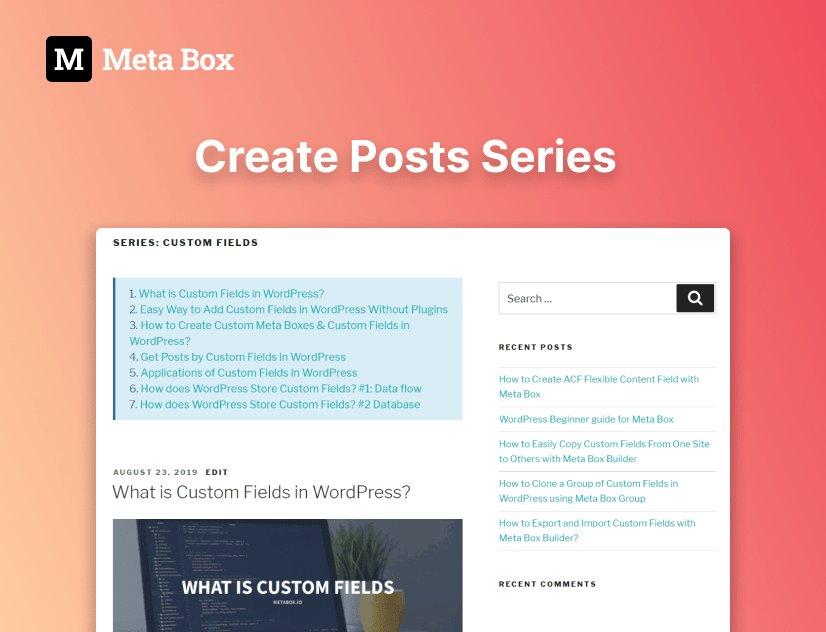 M Meta Box
Create Posts Series
SERIES: CUSTOM FIELDS
1. What is Custom Fields in WordPress?
2. Easy Way to Add Custom Fields in WordPress Without Plugins
3. How to Create Custom Meta Boxes & Custom Fields in
WordPress?
4. Get Posts by Custom Fields in WordPress
5. Applications of Custom Fields in WordPress
6. How does WordPress Store Custom Fields? #1: Data flow
7. How does WordPress Store Custom Fields? #2 Database
AUGUST 23, 2019 EDIT
What is Custom Fields in WordPress?
WHAT IS CUSTOM FIELDS
METABOX.IO
Search ...
RECENT POSTS
How to Create ACF Flexible Content Field with
Meta Box
WordPress Beginner guide for Meta Box
How to Easily Copy Custom Fields From One Site
to Others with Meta Box Builder
How to Clone a Group of Custom Fields in
WordPress using Meta Box Group
How to Export and Import Custom Fields with
Meta Box Builder?
RECENT COMMENTS